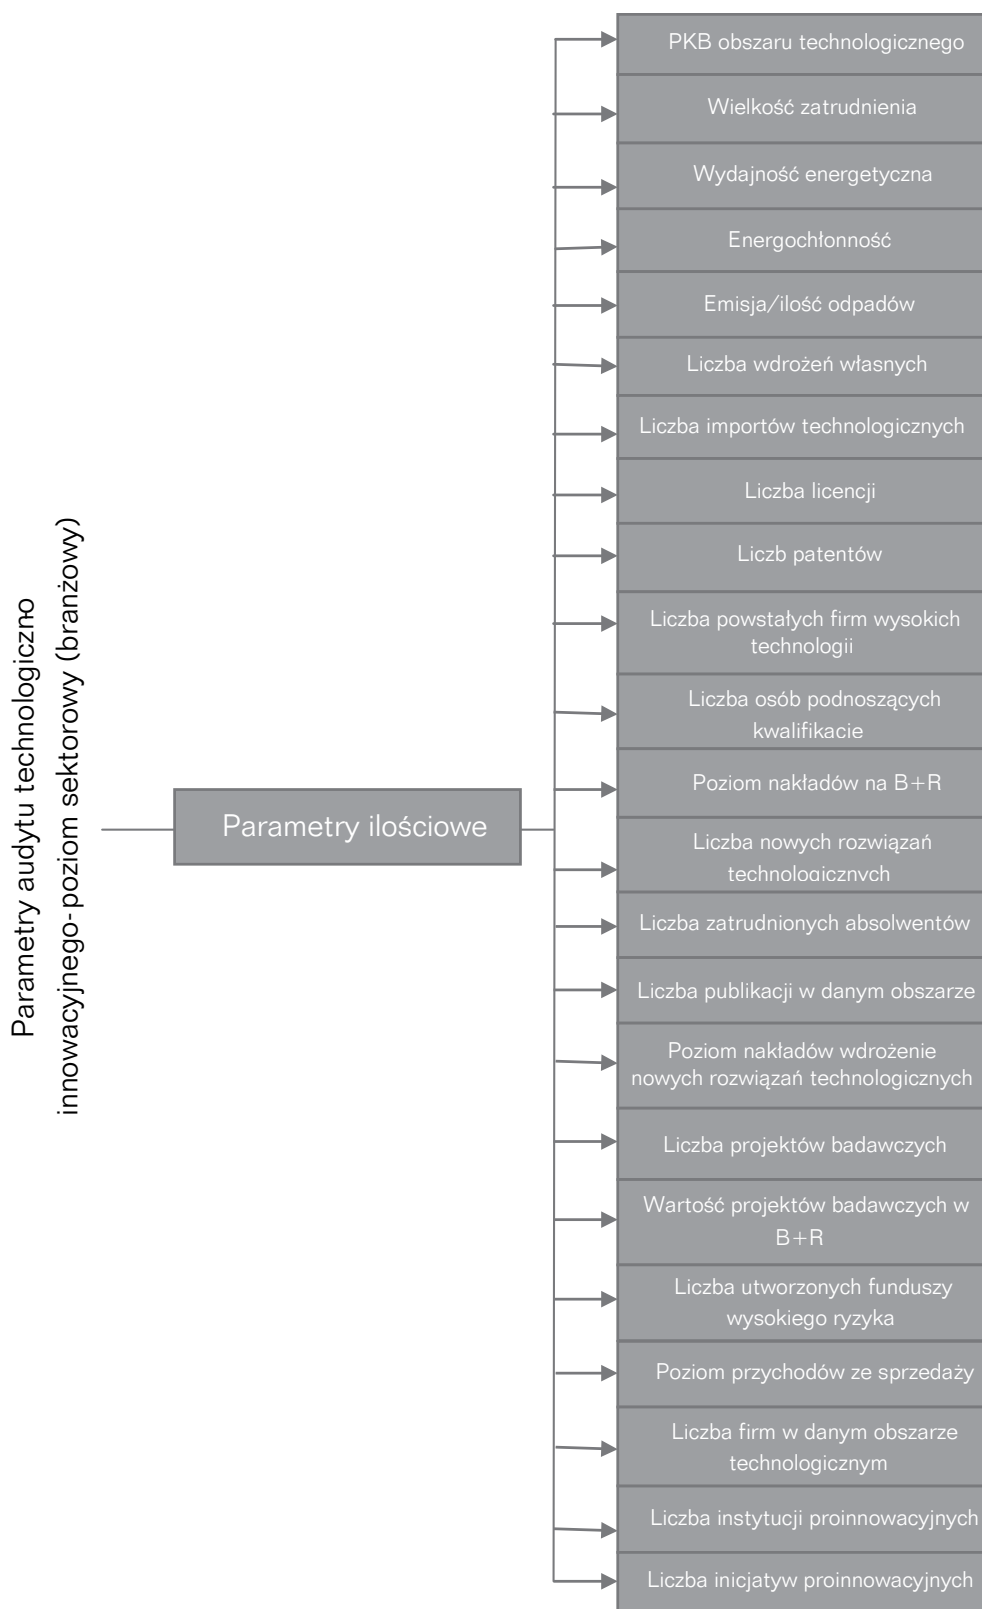 Parametry audytu technologiczno
innowacyjnego-poziom sektorowy (branżowy)
Parametry ilościowe
PKB obszaru technologicznego
Wielkość zatrudnienia
Wydajność energetyczna
Energochłonność
Emisja/ilość odpadów
Liczba wdrożeń własnych
Liczba importów technologicznych
Liczba licencji
Liczb patentów
Liczba powstałych firm wysokich
technologii
Liczba osób podnoszących
kwalifikacje
Poziom nakładów na B+R
Liczba nowych rozwiązań
technologicznych
Liczba zatrudnionych absolwentów
Liczba publikacji w danym obszarze
Poziom nakładów wdrożenie
nowych rozwiązań technologicznych
Liczba projektów badawczych
Wartość projektów badawczych w
B+R
Liczba utworzonych funduszy
wysokiego ryzyka
Poziom przychodów ze sprzedaży
Liczba firm w danym obszarze
technologicznym
Liczba instytucji proinnowacyjnych
Liczba inicjatyw proinnowacyjnych